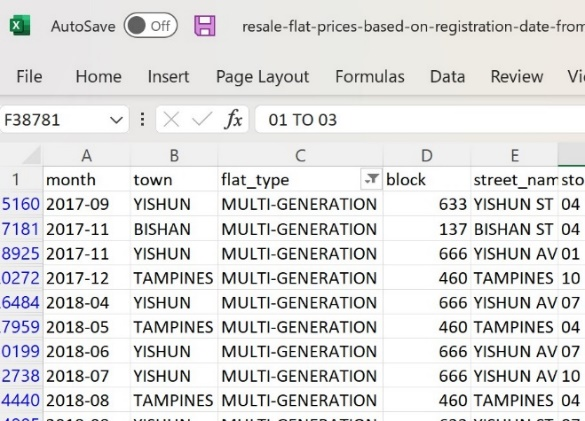 AutoSave Off resale-flat-prices-based-on-registration-date-from
File Home Insert Page Layout Formulas Data Review Vi
F38781 fx 01 TO 03
A B C D E
1 month town flat_type block street_nam sto
5160 2017-09 YISHUN MULTI-GENERATION 633 YISHUN ST 04
7181 2017-11 BISHAN MULTI-GENERATION 137 BISHAN ST 04
8925 2017-11 YISHUN MULTI-GENERATION 666 YISHUN AV 01
0272 2017-12 TAMPINES MULTI-GENERATION 460 TAMPINES 10
6484 2018-04 YISHUN MULTI-GENERATION 666 YISHUN AV 07
7959 2018-05 TAMPINES MULTI-GENERATION 460 TAMPINES 04
0199 2018-06 YISHUN MULTI-GENERATION 666 YISHUN AV 07
2738 2018-07 YISHUN MULTI-GENERATION 666 YISHUN AV 10
4440 2018-08 TAMPINES MULTI-GENERATION 460 TAMPINES 04